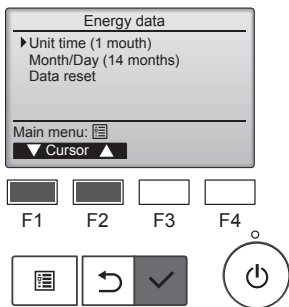 Energy data
Unit time (1 mouth)
Month/Day (14 months)
Data reset
Main menu:
Cursor
F1 F2 F3 F4